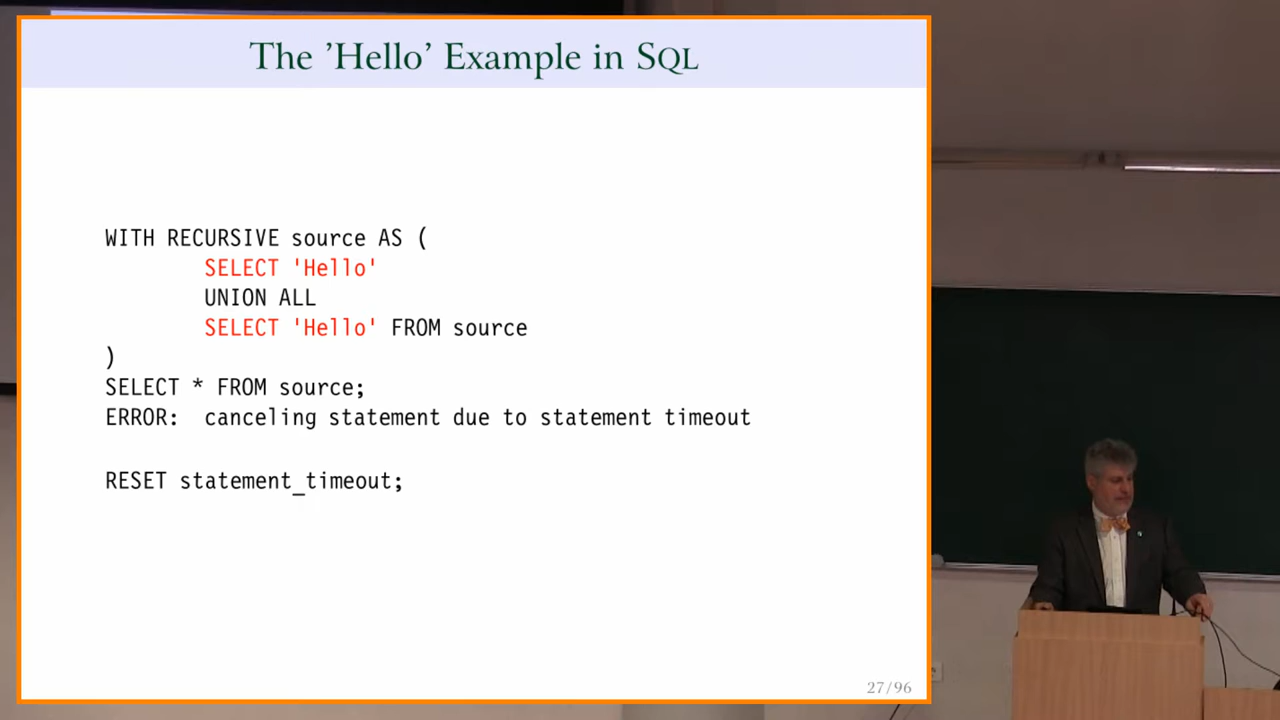 The 'Hello' Example in SQL
WITH RECURSIVE source AS (
SELECT 'Hello'
UNION ALL
SELECT 'Hello' FROM source
)
SELECT * FROM source;
ERROR: canceling statement due to statement timeout
RESET statement_timeout;
27/96